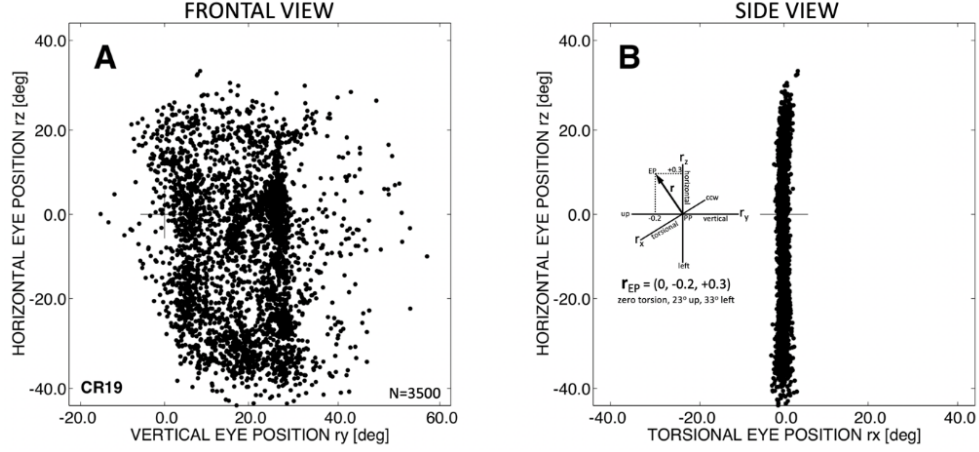 FRONTAL VIEW
A
HORIZONTAL EYE POSITION rz [deg]
40.0
20.0
0.0
-20.0
-40.0
CR19
N=3500
-20.0 0.0 20.0 40.0 60.0
VERTICAL EYE POSITION ry [deg]
SIDE VIEW
B
HORIZONTAL EYE POSITION rz [deg]
40.0
20.0
0.0
-20.0
-40.0
rz
EP
+0.3
horizontal
r
ccw
up
-0.2
PP
vertical
ry
torsional
rx
left
rEP = (0, -0.2, +0.3)
zero torsion, 23° up, 33° left
-40.0 -20.0 0.0 20.0 40.0
TORSIONAL EYE POSITION rx [deg]